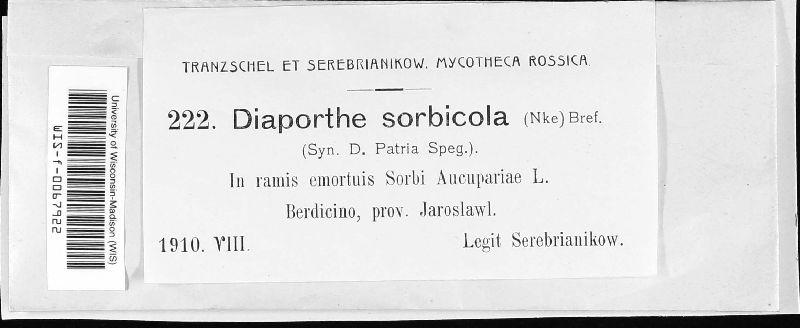 TRANZSCHEL ET SEREBRIANIKOW. MYCOTHECA ROSSICA.
222. Diaporthe sorbicola (Nke) Bref.
(Syn. D. Patria Speg.).
In ramis emortuis Sorbi Aucupariae L.
Berdicino, prov. Jaroslawl.
1910. VIII. Legit Serebrianikow.
University of Wisconsin-Madison (WIS)
WIS-f-0067922